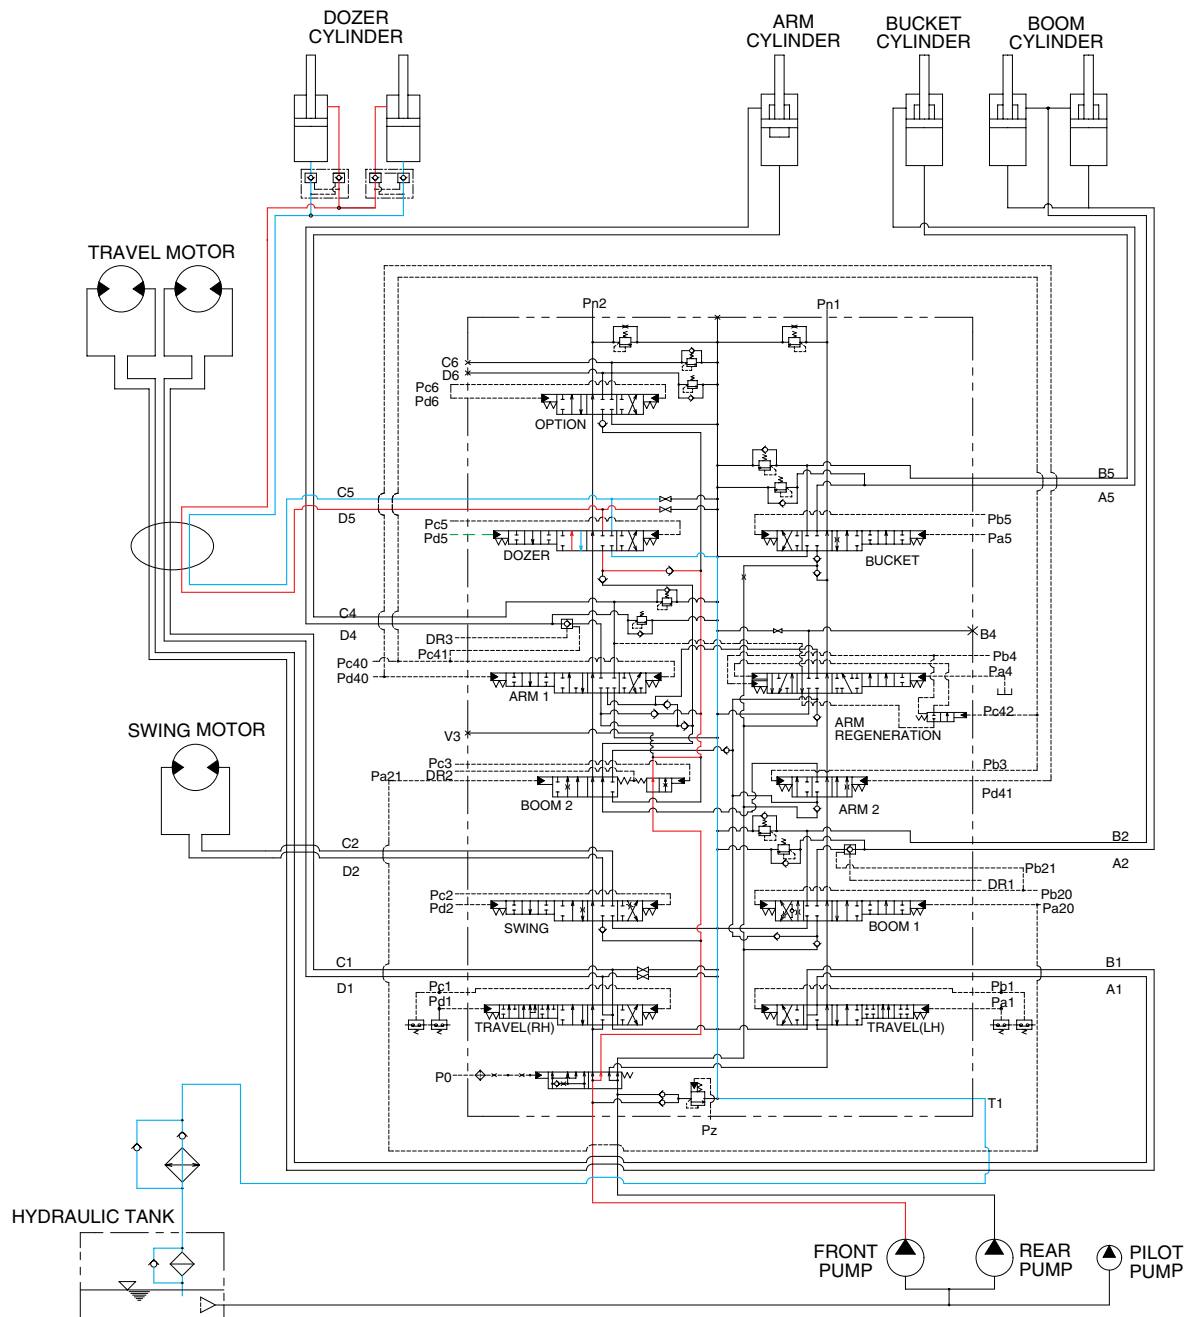 DOZER
CYLINDER
ARM
CYLINDER
BUCKET
CYLINDER
BOOM
CYLINDER
TRAVEL MOTOR
Pn2
Pn1
C6
D6
Pc6
Pd6
OPTION
C5
D5
B5
A5
Pc5
Pd5
DOZER
Pb5
Pa5
BUCKET
C4
D4
DR3
Pc41
B4
Pc40
Pd40
ARM 1
Pb4
Pa4
Pc42
ARM
REGENERATION
SWING MOTOR
V3
Pc3
DR2
Pa21
BOOM 2
Pb3
Pd41
ARM 2
C2
D2
B2
A2
Pb21
DR1
Pc2
Pd2
SWING
Pb20
Pa20
BOOM 1
C1
D1
B1
A1
Pc1
Pd1
TRAVEL(RH)
Pb1
Pa1
TRAVEL(LH)
P0
T1
Pz
HYDRAULIC TANK
FRONT
PUMP
REAR
PUMP
PILOT
PUMP